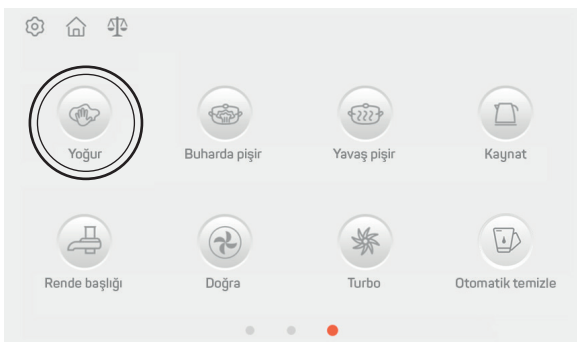 Yoğur Buharda pişir Yavaş pişir Kaynat
Rende başlığı Doğra Turbo Otomatik temizle